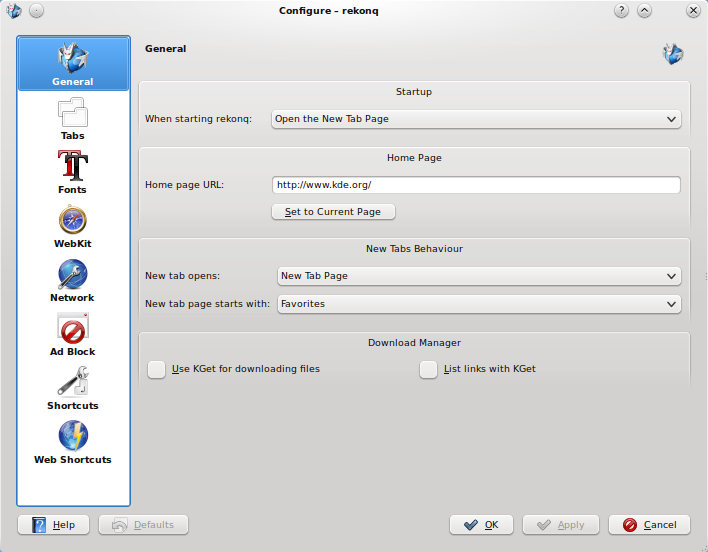 Configure – rekonq
?
General
Tabs
Fonts
WebKit
Network
Ad Block
Shortcuts
Web Shortcuts
General
Startup
When starting rekonq: Open the New Tab Page
Home Page
Home page URL: http://www.kde.org/
Set to Current Page
New Tabs Behaviour
New tab opens: New Tab Page
New tab page starts with: Favorites
Download Manager
Use KGet for downloading files List links with KGet
Help Defaults OK Apply Cancel